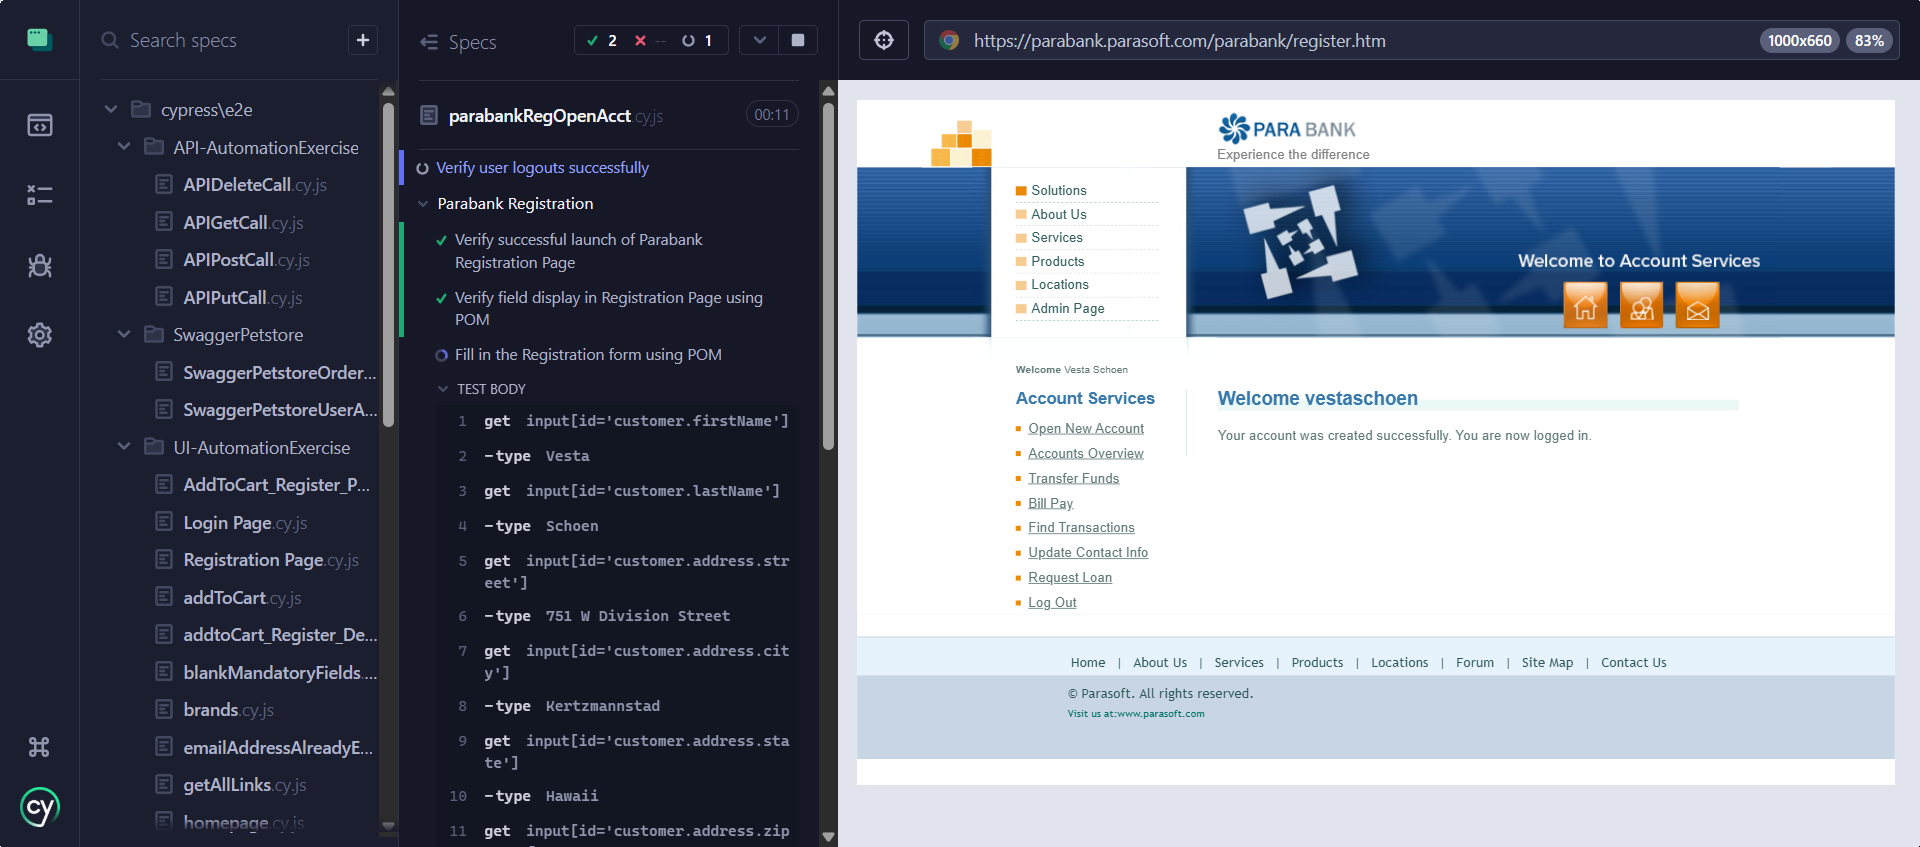 Search specs
+
cypress\e2e
API-AutomationExercise
APIDeleteCall.cy.js
APIGetCall.cy.js
APIPostCall.cy.js
APIPutCall.cy.js
SwaggerPetstore
SwaggerPetstoreOrder...
SwaggerPetstoreUserA...
UI-AutomationExercise
AddToCart_Register_P...
Login Page.cy.js
Registration Page.cy.js
addToCart.cy.js
addtoCart_Register_De...
blankMandatoryFields....
brands.cy.js
emailAddressAlreadyE...
getAllLinks.cy.js
homepage.cy.js
cy
Specs
2 -- 1
parabankRegOpenAcct.cy.js 00:11
Verify user logouts successfully
Parabank Registration
Verify successful launch of Parabank
Registration Page
Verify field display in Registration Page using
POM
Fill in the Registration form using POM
TEST BODY
1 get input[id='customer.firstName']
2 -type Vesta
3 get input[id='customer.lastName']
4 -type Schoen
5 get input[id='customer.address.str
eet']
6 -type 751 W Division Street
7 get input[id='customer.address.cit
y']
8 -type Kertzmannstad
9 get input[id='customer.address.sta
te']
10 -type Hawaii
11 get input[id='customer.address.zip
https://parabank.parasoft.com/parabank/register.htm 1000x660 83%
PARA BANK
Experience the difference
Solutions
About Us
Services
Products
Locations
Admin Page
Welcome to Account Services
Welcome Vesta Schoen
Account Services
Open New Account
Accounts Overview
Transfer Funds
Bill Pay
Find Transactions
Update Contact Info
Request Loan
Log Out
Welcome vestaschoen
Your account was created successfully. You are now logged in.
Home | About Us | Services | Products | Locations | Forum | Site Map | Contact Us
© Parasoft. All rights reserved.
Visit us at:www.parasoft.com